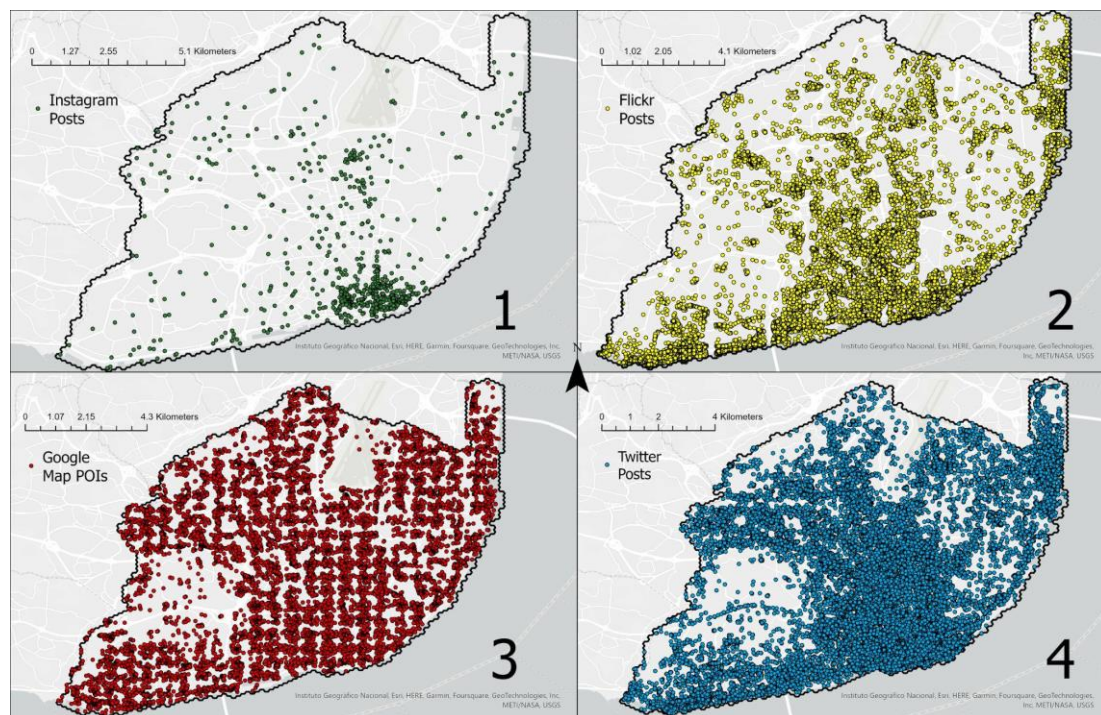 0 1.27 2.55 5.1 Kilometers
Instagram
Posts
1
Instituto Geográfico Nacional, Esri, HERE, Garmin, Foursquare, GeoTechnologies, Inc,
METI/NASA, USGS
0 1.02 2.05 4.1 Kilometers
Flickr
Posts
2
Instituto Geográfico Nacional, Esri, HERE, Garmin, Foursquare, GeoTechnologies,
Inc, METI/NASA, USGS
N
0 1.07 2.15 4.3 Kilometers
Google
Map POIs
3
Instituto Geográfico Nacional, Esri, HERE, Garmin, Foursquare, GeoTechnologies, Inc,
METI/NASA, USGS
0 1 2 4 Kilometers
Twitter
Posts
4
Instituto Geográfico Nacional, Esri, HERE, Garmin, Foursquare, GeoTechnologies,
Inc, METI/NASA, USGS